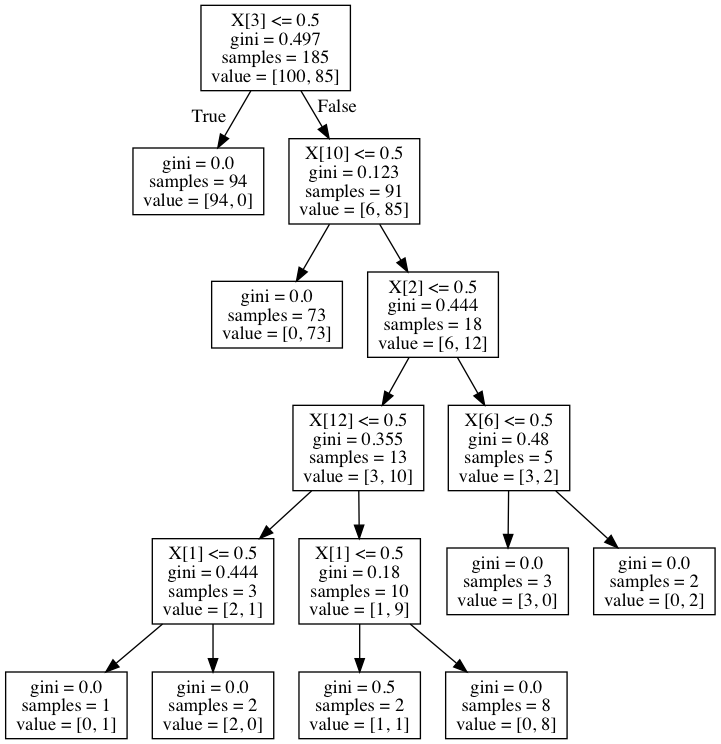 X[3] <= 0.5
gini = 0.497
samples = 185
value = [100, 85]
True
False
gini = 0.0
samples = 94
value = [94, 0]
X[10] <= 0.5
gini = 0.123
samples = 91
value = [6, 85]
gini = 0.0
samples = 73
value = [0, 73]
X[2] <= 0.5
gini = 0.444
samples = 18
value = [6, 12]
X[12] <= 0.5
gini = 0.355
samples = 13
value = [3, 10]
X[6] <= 0.5
gini = 0.48
samples = 5
value = [3, 2]
X[1] <= 0.5
gini = 0.444
samples = 3
value = [2, 1]
X[1] <= 0.5
gini = 0.18
samples = 10
value = [1, 9]
gini = 0.0
samples = 3
value = [3, 0]
gini = 0.0
samples = 2
value = [0, 2]
gini = 0.0
samples = 1
value = [0, 1]
gini = 0.0
samples = 2
value = [2, 0]
gini = 0.5
samples = 2
value = [1, 1]
gini = 0.0
samples = 8
value = [0, 8]